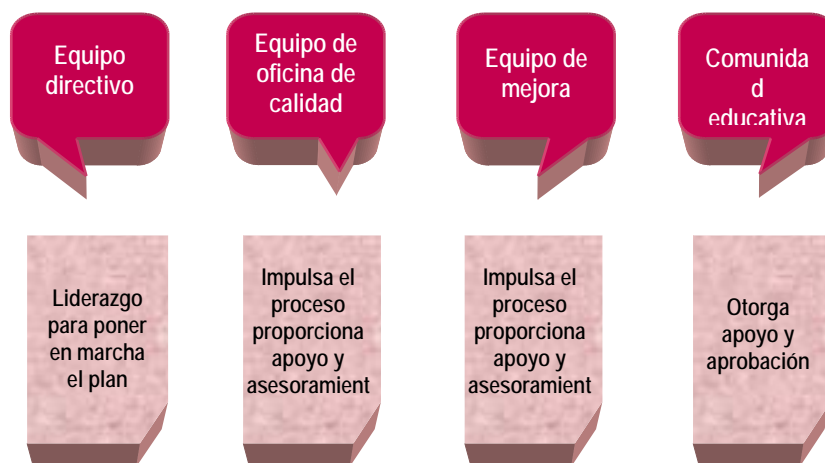 Equipo
directivo
Equipo de
oficina de
calidad
Equipo de
mejora
Comunida
d
educativa
Liderazgo
para poner
en marcha
el plan
Impulsa el
proceso
proporciona
apoyo y
asesoramient
Impulsa el
proceso
proporciona
apoyo y
asesoramient
Otorga
apoyo y
aprobación